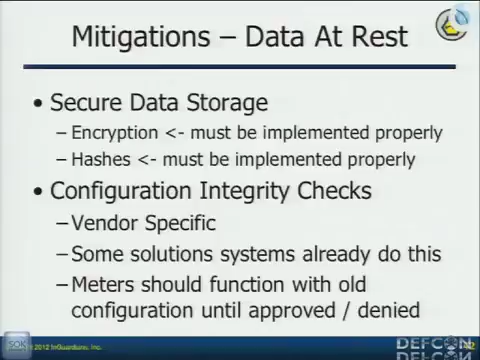 Mitigations – Data At Rest
• Secure Data Storage
– Encryption <- must be implemented properly
– Hashes <- must be implemented properly
• Configuration Integrity Checks
– Vendor Specific
– Some solutions systems already do this
– Meters should function with old
configuration until approved / denied
2012 InGuardians, Inc.
DEFCON